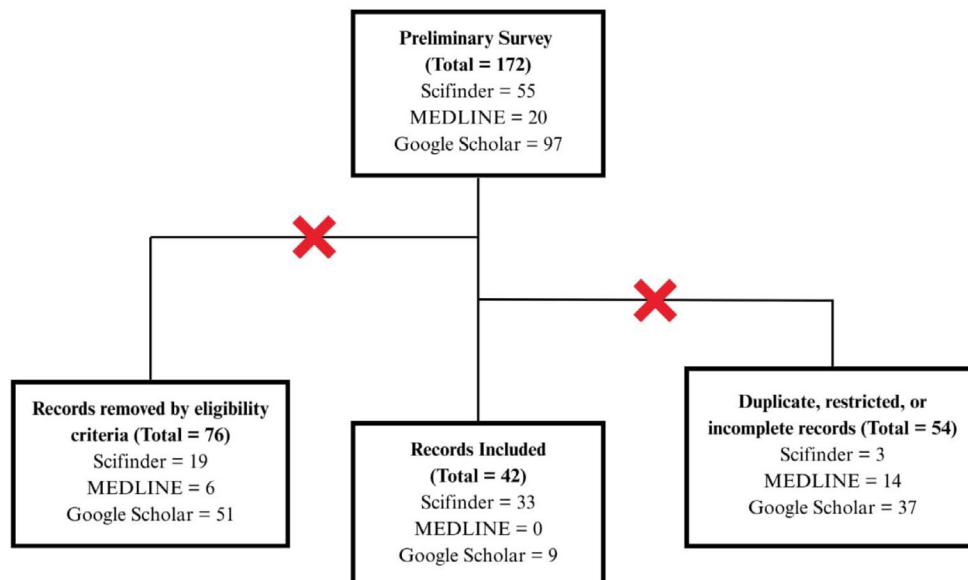 Preliminary Survey
(Total = 172)
Scifinder = 55
MEDLINE = 20
Google Scholar = 97
Records removed by eligibility
criteria (Total = 76)
Scifinder = 19
MEDLINE = 6
Google Scholar = 51
Records Included
(Total = 42)
Scifinder = 33
MEDLINE = 0
Google Scholar = 9
Duplicate, restricted, or
incomplete records (Total = 54)
Scifinder = 3
MEDLINE = 14
Google Scholar = 37